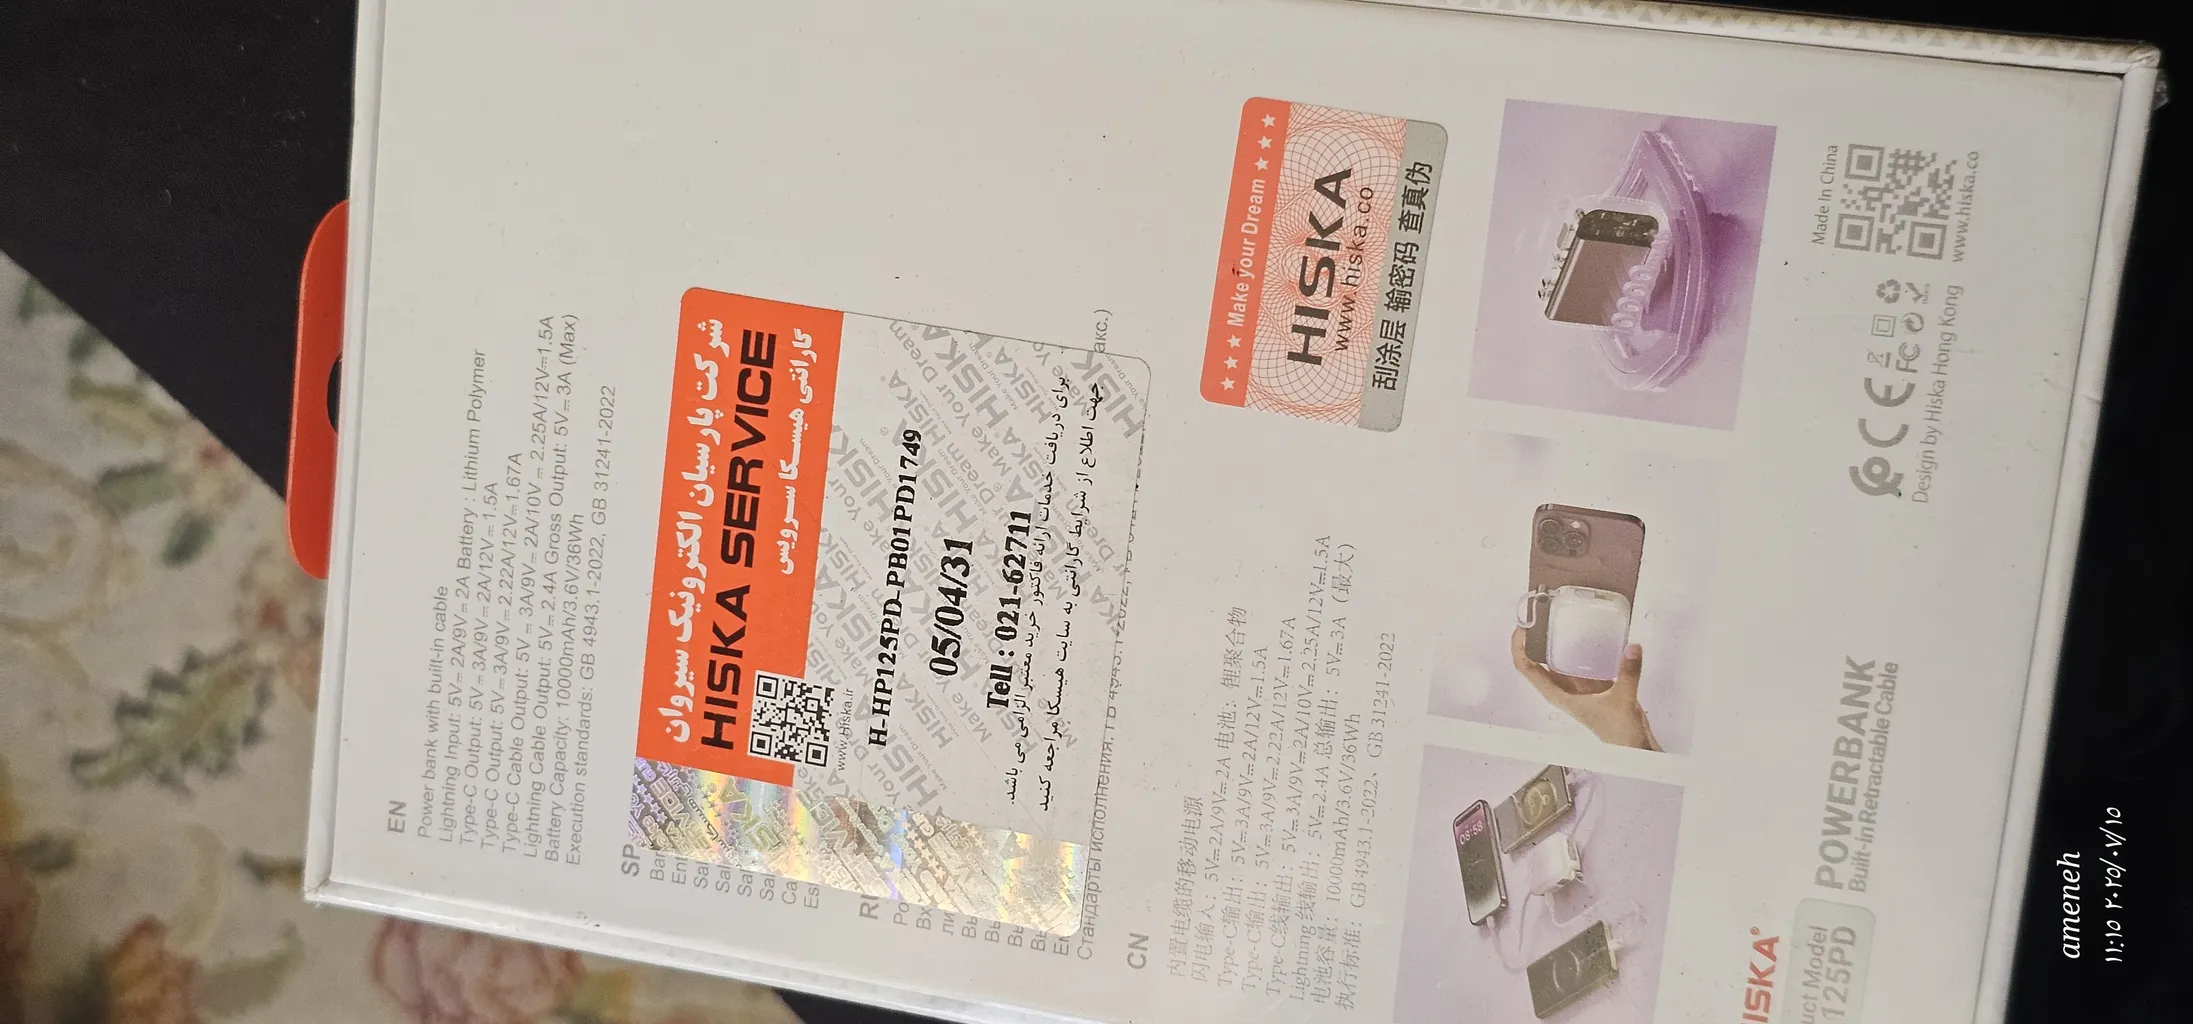 EN
Power bank with built-in cable
Lightning Input: 5V⎓2A/9V⎓2A Battery : Lithium Polymer
Type-C Output: 5V⎓3A/9V⎓2A/12V⎓1.5A
Type-C Output: 5V⎓3A/9V⎓2.22A/12V⎓1.67A
Type-C Cable Output: 5V⎓3A/9V⎓2A/10V⎓2.25A/12V⎓1.5A
Lightning Cable Output: 5V⎓2.4A Gross Output: 5V⎓3A (Max)
Battery Capacity: 10000mAh/3.6V/36Wh
Execution standards: GB 4943.1-2022, GB 31241-2022
SP
شرکت پارسیان الکترونیک سیروان
HISKA SERVICE
گارانتی هیسکا سرویس
www.Hiska.ir
H-HP125PD-PB01PD1749
05/04/31
Tell : 021-62711
برای دریافت خدمات ارائه فاکتور خرید معتبر الزامی می باشد.
جهت اطلاع از شرایط گارانتی به سایت هیسکا مراجعه کنید
акс.)
Стандарты исполнения:
CN
内置电缆的移动电源
闪电输入：5V⎓2A/9V⎓2A 电池：锂聚合物
Type-C输出：5V⎓3A/9V⎓2A/12V⎓1.5A
Type-C输出：5V⎓3A/9V⎓2.22A/12V⎓1.67A
Type-C线输出：5V⎓3A/9V⎓2A/10V⎓2.25A/12V⎓1.5A
Lightning线输出：5V⎓2.4A 总输出：5V⎓3A（最大）
电池容量：10000mAh/3.6V/36Wh
执行标准：GB 4943.1-2022、GB 31241-2022
★★★★ Make your Dream ★★★★
HISKA
www.hiska.co
刮涂层 输密码 查真伪
08:58
HISKA®
125PD
POWERBANK
Built-in Retractable Cable
CE FC
Design by Hiska Hong Kong
Made In China
www.hiska.co
ameneh
۱۱:۱۵ ۲۰۲۵/۰۷/۱۵